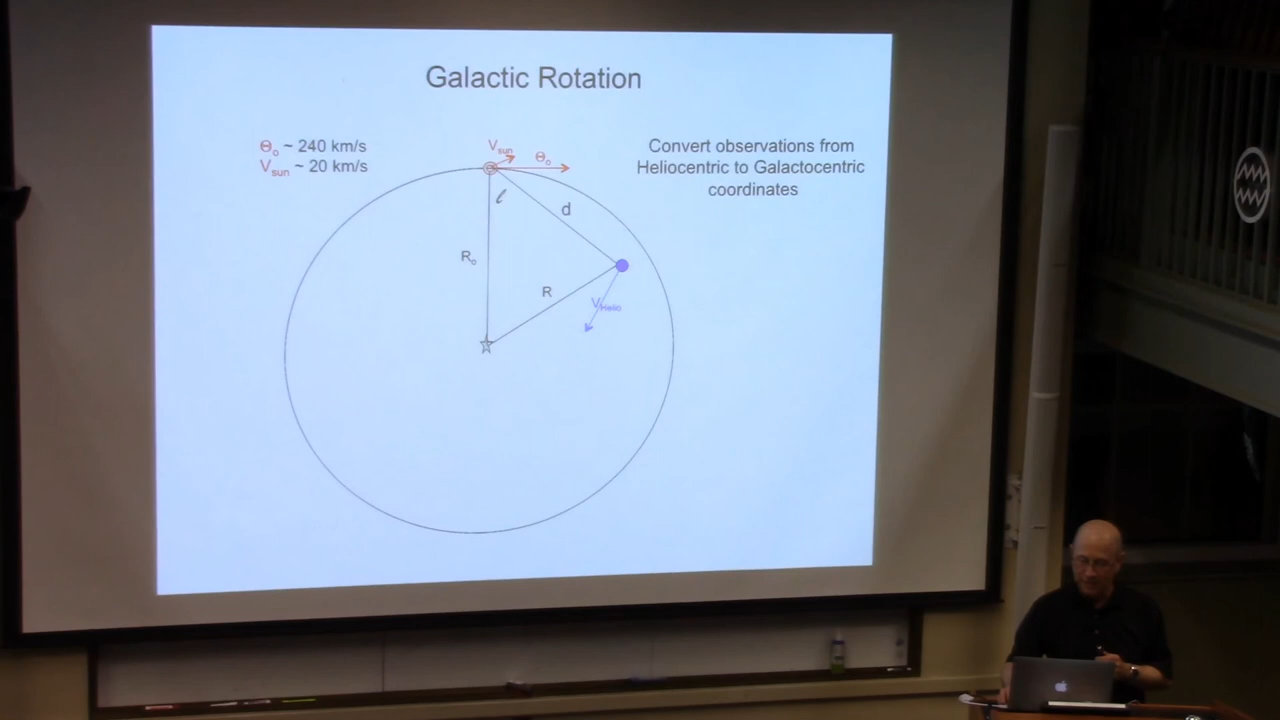 Galactic Rotation
Θₒ ~ 240 km/s
Vsun ~ 20 km/s
Convert observations from
Heliocentric to Galactocentric
coordinates
Vsun
Θₒ
ℓ
d
Rₒ
R
VHelio